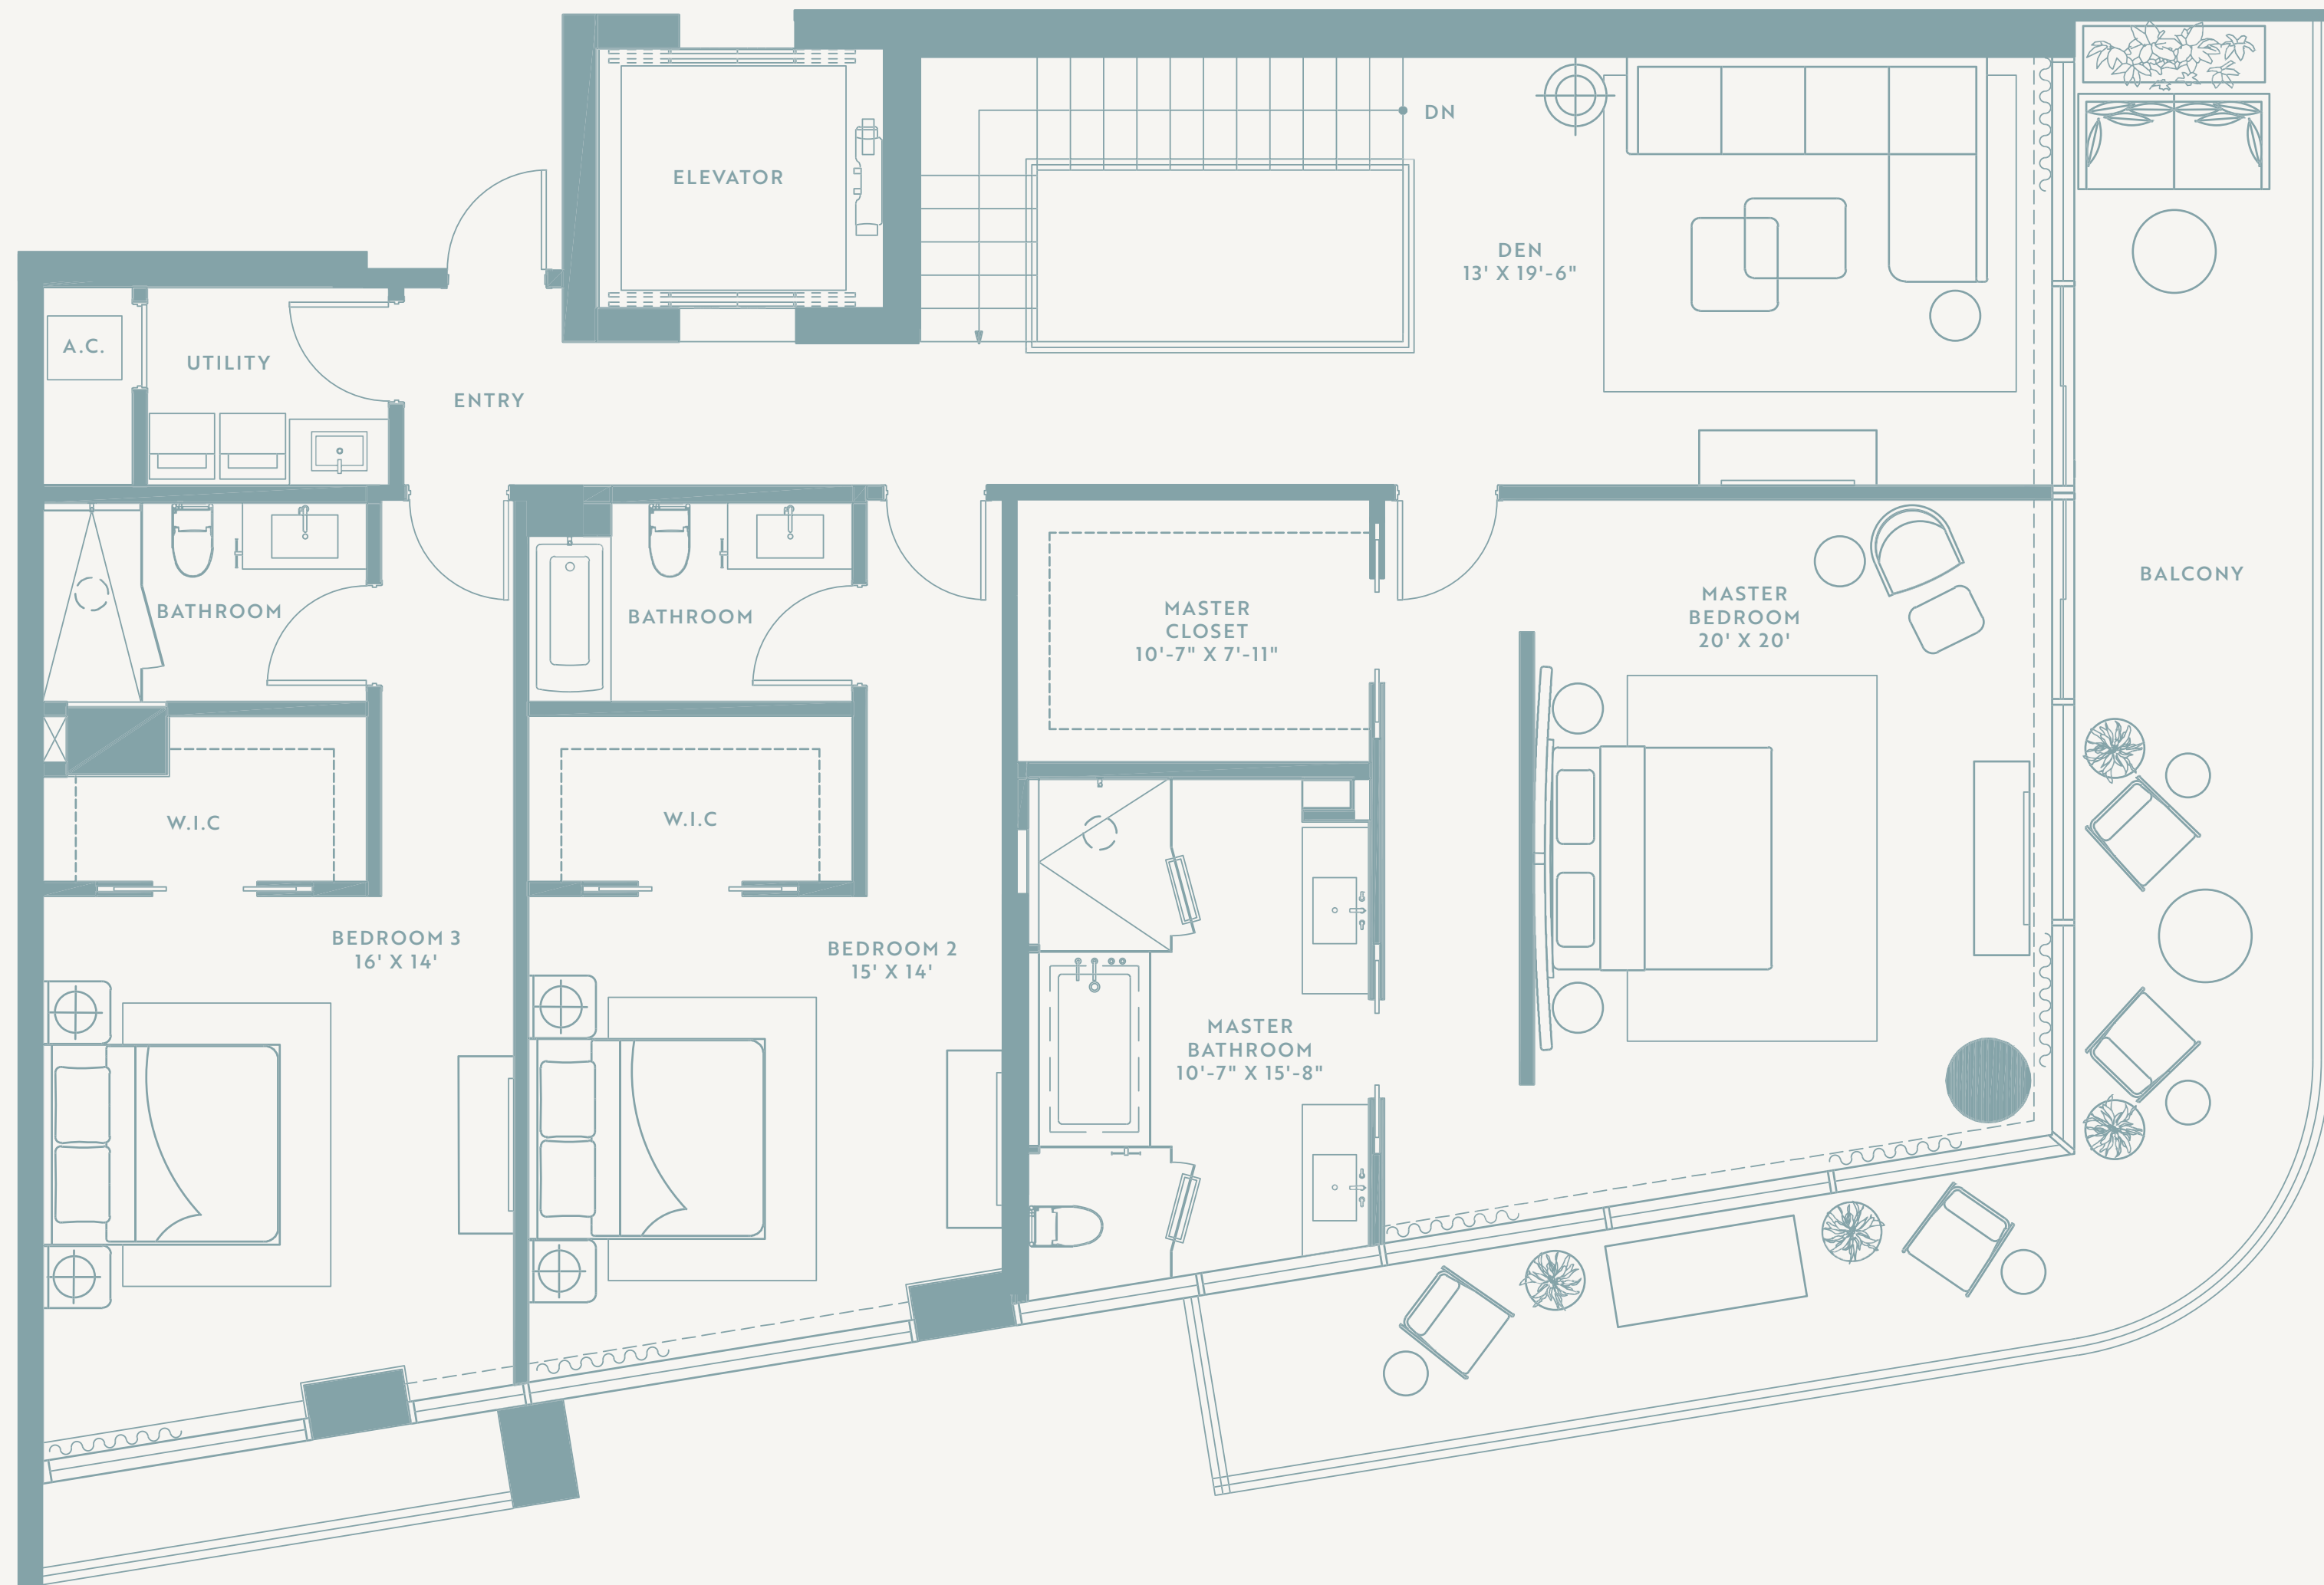 ELEVATOR
DN
DEN
13' X 19'-6"
A.C.
UTILITY
ENTRY
BATHROOM
BATHROOM
MASTER
CLOSET
10'-7" X 7'-11"
MASTER
BEDROOM
20' X 20'
BALCONY
W.I.C
W.I.C
BEDROOM 3
16' X 14'
BEDROOM 2
15' X 14'
MASTER
BATHROOM
10'-7" X 15'-8"